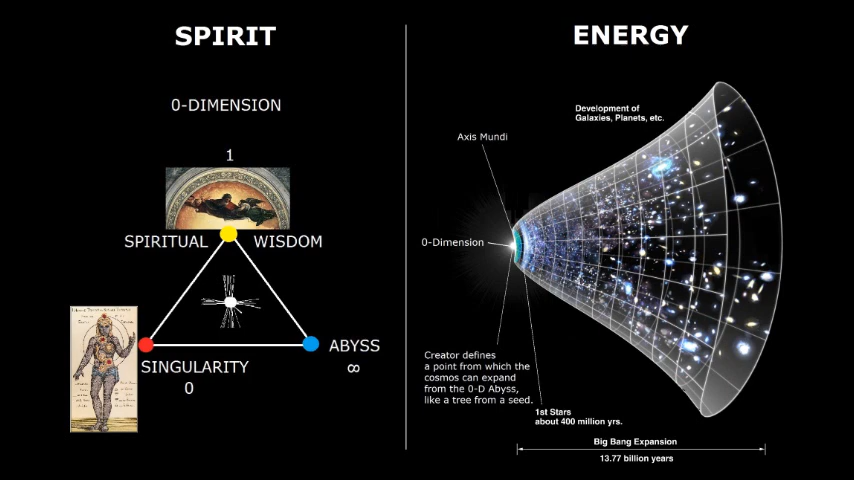 SPIRIT
0-DIMENSION
1
SPIRITUAL WISDOM
SINGULARITY
0
ABYSS
∞
ENERGY
Development of
Galaxies, Planets, etc.
Axis Mundi
0-Dimension
Creator defines
a point from which the
cosmos can expand
from the 0-D Abyss,
like a tree from a seed.
1st Stars
about 400 million yrs.
Big Bang Expansion
13.77 billion years